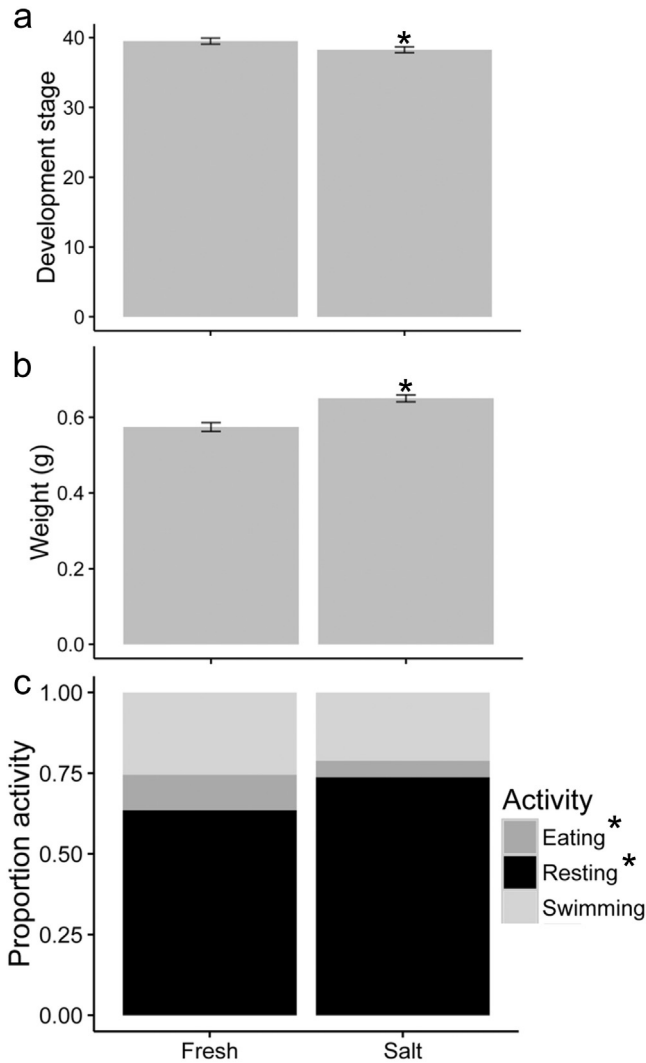 a
Development stage
40
30
20
10
0
*
b
Weight (g)
0.6
0.4
0.2
0.0
*
c
Proportion activity
1.00
0.75
0.50
0.25
0.00
Fresh
Salt
Activity
Eating *
Resting *
Swimming